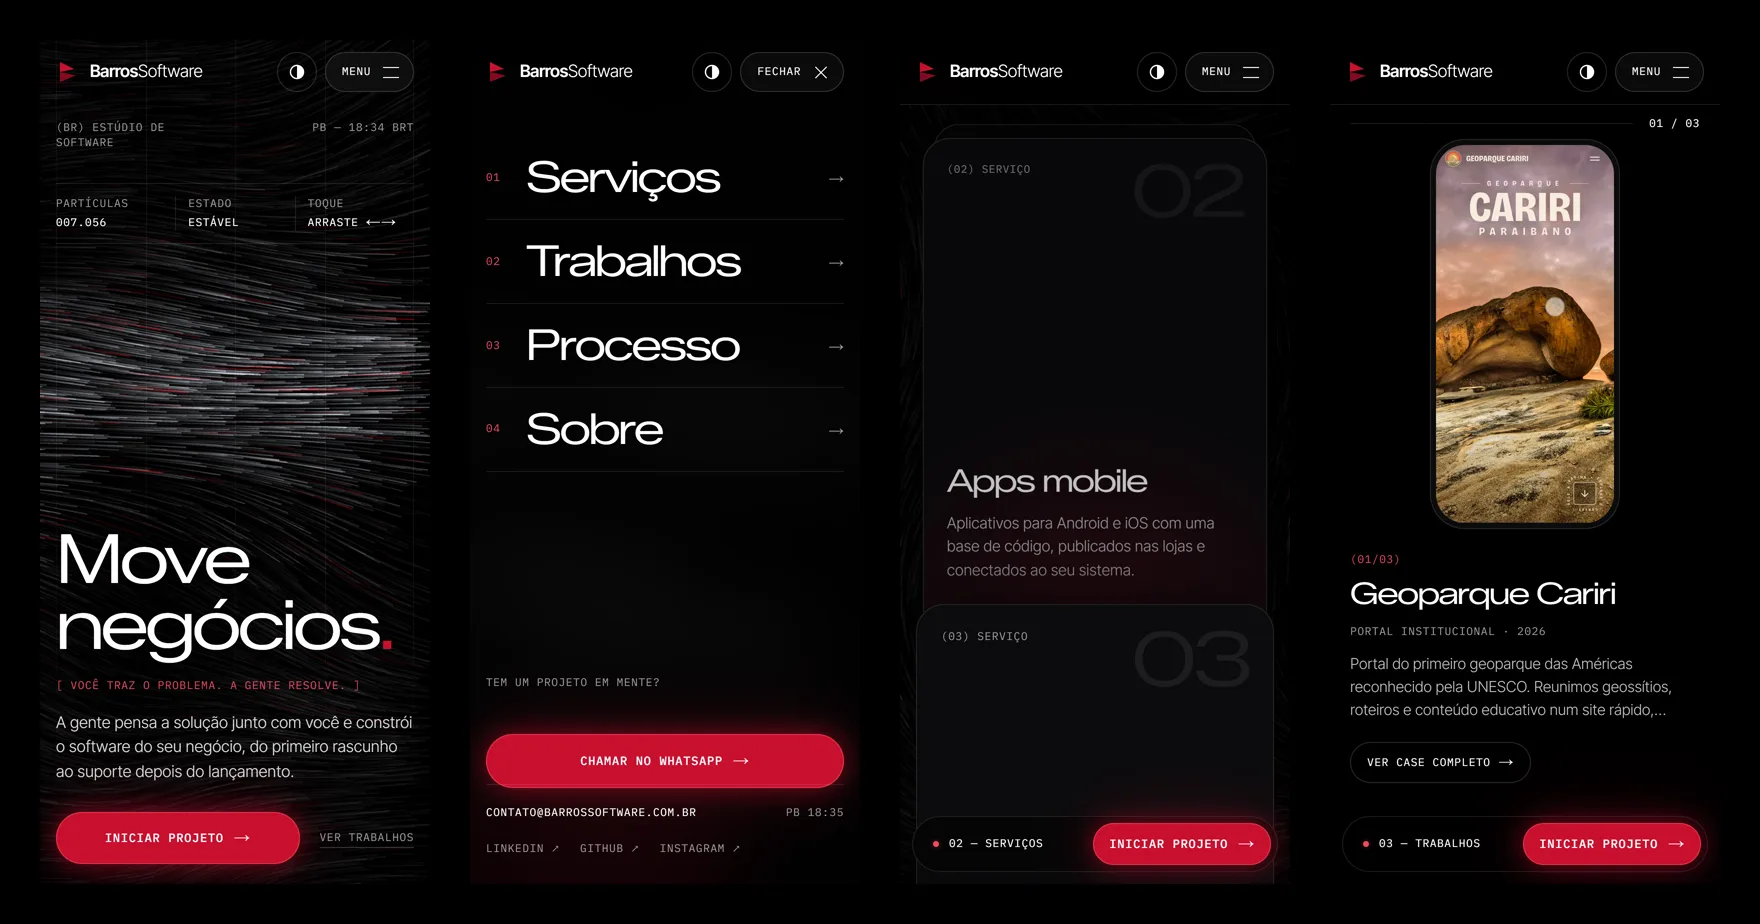 BarrosSoftware
MENU
(BR) ESTÚDIO DE
SOFTWARE
PB — 18:34 BRT
PARTÍCULAS
007.056
ESTADO
ESTÁVEL
TOQUE
ARRASTE ←→
Move
negócios.
[ VOCÊ TRAZ O PROBLEMA. A GENTE RESOLVE. ]
A gente pensa a solução junto com você e constrói
o software do seu negócio, do primeiro rascunho
ao suporte depois do lançamento.
INICIAR PROJETO →
VER TRABALHOS
BarrosSoftware
FECHAR
01 Serviços →
02 Trabalhos →
03 Processo →
04 Sobre →
TEM UM PROJETO EM MENTE?
CHAMAR NO WHATSAPP →
CONTATO@BARROSSOFTWARE.COM.BR
PB 18:35
LINKEDIN ↗ GITHUB ↗ INSTAGRAM ↗
BarrosSoftware
MENU
(02) SERVIÇO
02
Apps mobile
Aplicativos para Android e iOS com uma
base de código, publicados nas lojas e
conectados ao seu sistema.
(03) SERVIÇO
03
02 — SERVIÇOS
INICIAR PROJETO →
BarrosSoftware
MENU
01 / 03
GEOPARQUE CARIRI
GEOPARQUE
CARIRI
PARAIBANO
(01/03)
Geoparque Cariri
PORTAL INSTITUCIONAL · 2026
Portal do primeiro geoparque das Américas
reconhecido pela UNESCO. Reunimos geossítios,
roteiros e conteúdo educativo num site rápido,...
VER CASE COMPLETO →
03 — TRABALHOS
INICIAR PROJETO →